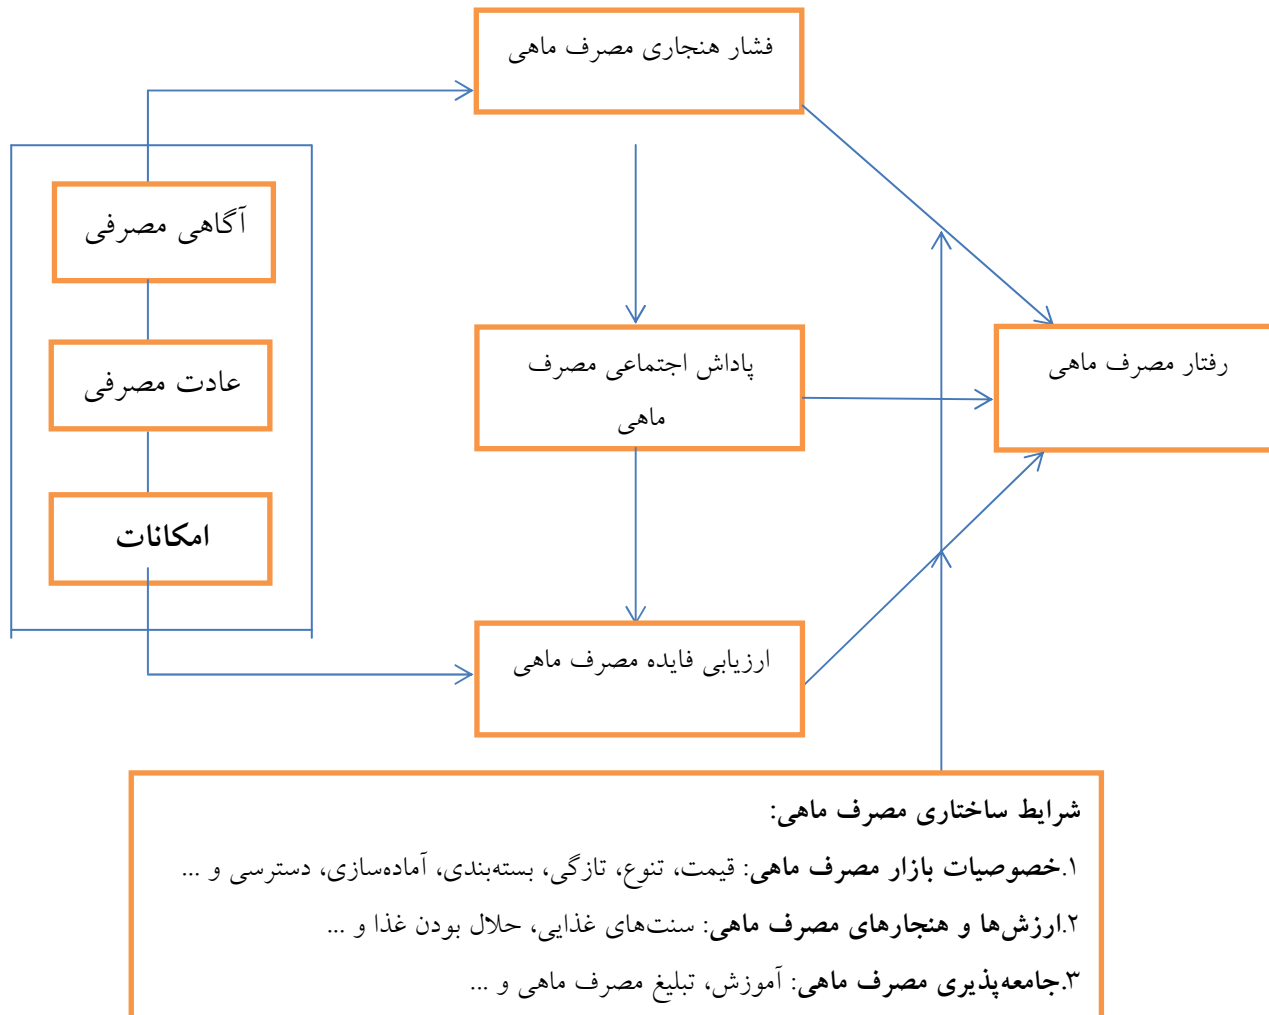 فشار هنجاری مصرف ماهی
آگاهی مصرفی
عادت مصرفی
امکانات
پاداش اجتماعی مصرف
ماهی
رفتار مصرف ماهی
ارزیابی فایده مصرف ماهی
شرایط ساختاری مصرف ماهی:
۱.خصوصیات بازار مصرف ماهی: قیمت، تنوع، تازگی، بسته‌بندی، آماده‌سازی، دسترسی و ...
۲.ارزش‌ها و هنجارهای مصرف ماهی: سنت‌های غذایی، حلال بودن غذا و ...
۳.جامعه‌پذیری مصرف ماهی: آموزش، تبلیغ مصرف ماهی و ...